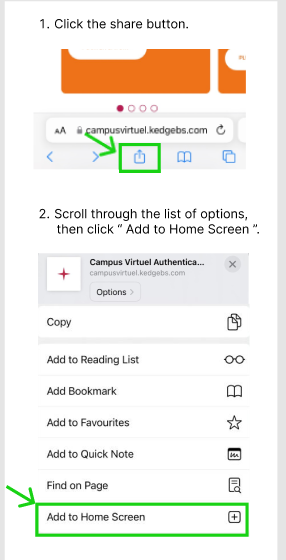 1. Click the share button.
AA campusvirtuel.kedgebs.com
2. Scroll through the list of options,
then click “ Add to Home Screen ”.
Campus Virtuel Authentica...
campusvirtuel.kedgebs.com
Options >
Copy
Add to Reading List
Add Bookmark
Add to Favourites
Add to Quick Note
Find on Page
Add to Home Screen